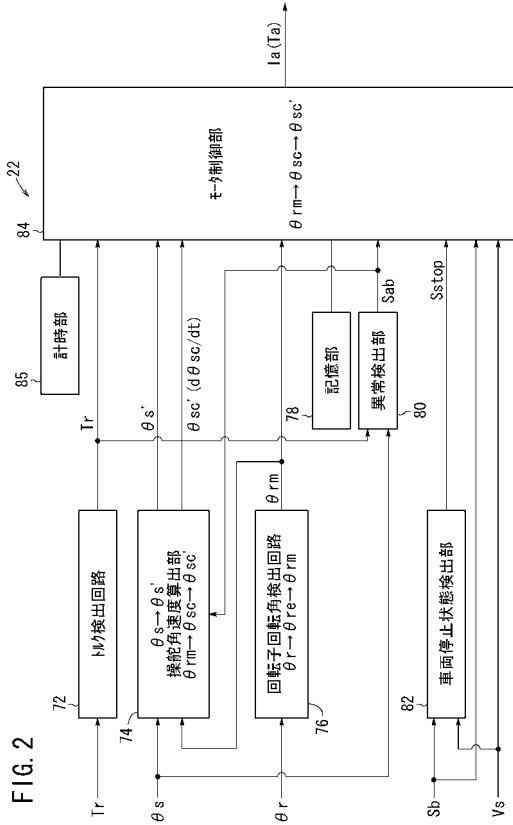 FIG. 2
22
84
85
計時部
Tr
72
ﾄﾙｸ検出回路
Tr
θs
74
θs→θs'
操舵角速度算出部
θrm→θsc→θsc'
θs'
θsc' (dθsc/dt)
ﾓｰﾀ制御部
θrm→θsc→θsc'
Ia(Ta)
θr
76
回転子回転角検出回路
θr→θre→θrm
θrm
78
記憶部
80
異常検出部
Sab
82
車両停止状態検出部
Sstop
Sb
Vs